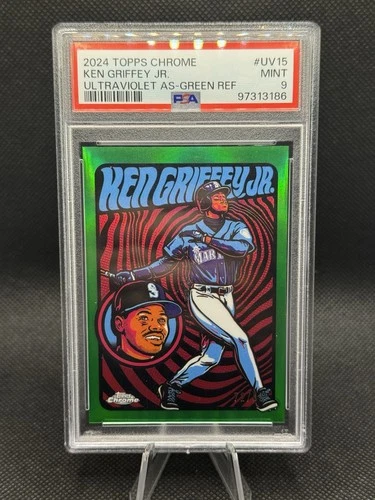 2024 TOPPS CHROME #UV15
KEN GRIFFEY JR. MINT
ULTRAVIOLET AS-GREEN REF 9
PSA 97313186
KEN GRIFFEY JR.
S
Topps
Chrome